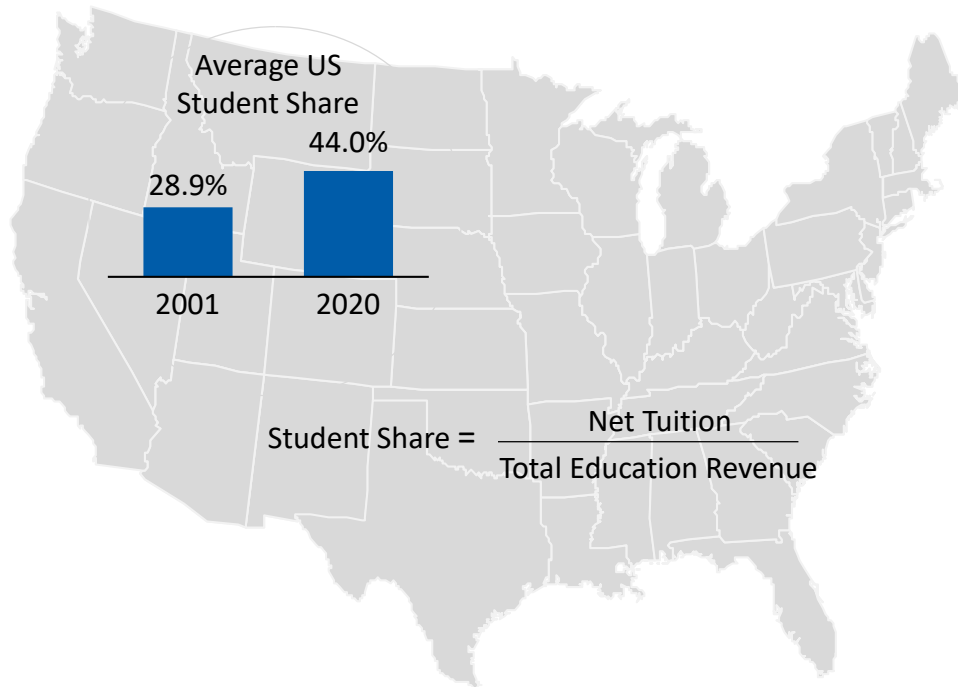 Average US
Student Share
44.0%
28.9%
2001 2020
Student Share = Net Tuition
Total Education Revenue